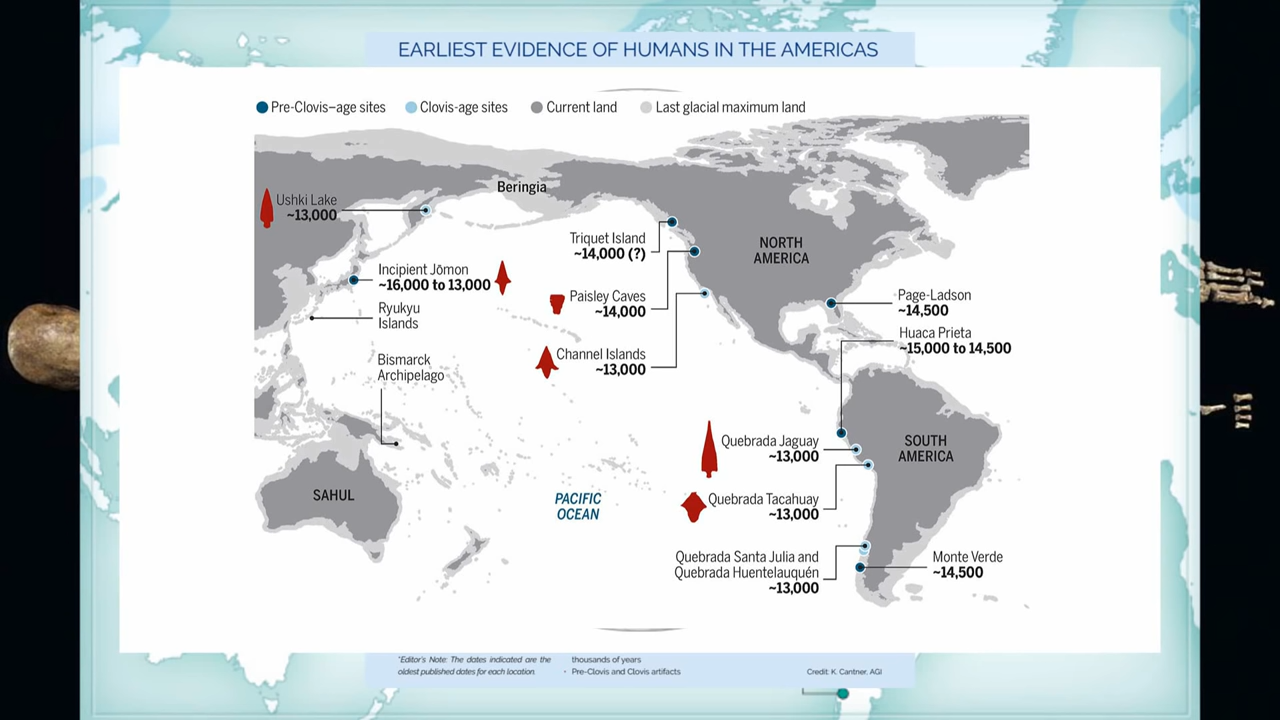 EARLIEST EVIDENCE OF HUMANS IN THE AMERICAS
Pre-Clovis–age sites
Clovis-age sites
Current land
Last glacial maximum land
Ushki Lake
~13,000
Beringia
Incipient Jōmon
~16,000 to 13,000
Ryukyu
Islands
Bismarck
Archipelago
Triquet Island
~14,000 (?)
Paisley Caves
~14,000
Channel Islands
~13,000
NORTH
AMERICA
Page-Ladson
~14,500
Huaca Prieta
~15,000 to 14,500
Quebrada Jaguay
~13,000
SOUTH
AMERICA
SAHUL
PACIFIC
OCEAN
Quebrada Tacahuay
~13,000
Quebrada Santa Julia and
Quebrada Huentelauquén
~13,000
Monte Verde
~14,500
*Editor's Note: The dates indicated are the
oldest published dates for each location.
thousands of years
• Pre-Clovis and Clovis artifacts
Credit: K. Cantner, AGI